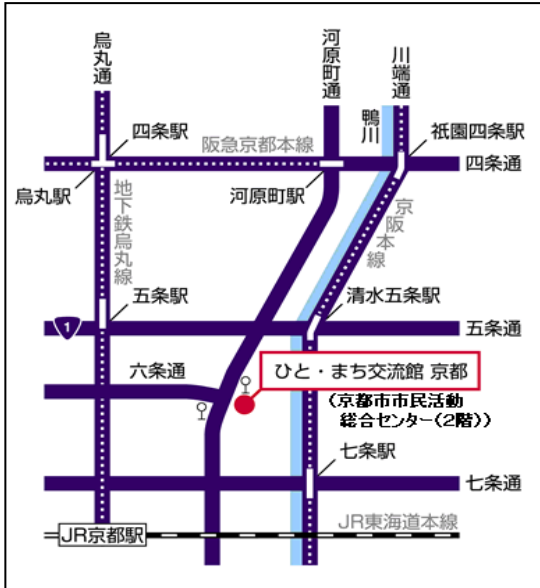 烏丸通
河原町通
川端通
鴨川
四条駅
阪急京都本線
祇園四条駅
四条通
烏丸駅
河原町駅
地下鉄烏丸線
京阪本線
五条駅
清水五条駅
1
五条通
六条通
ひと・まち交流館 京都
(京都市市民活動
総合センター(2階))
七条駅
七条通
JR東海道本線
JR京都駅